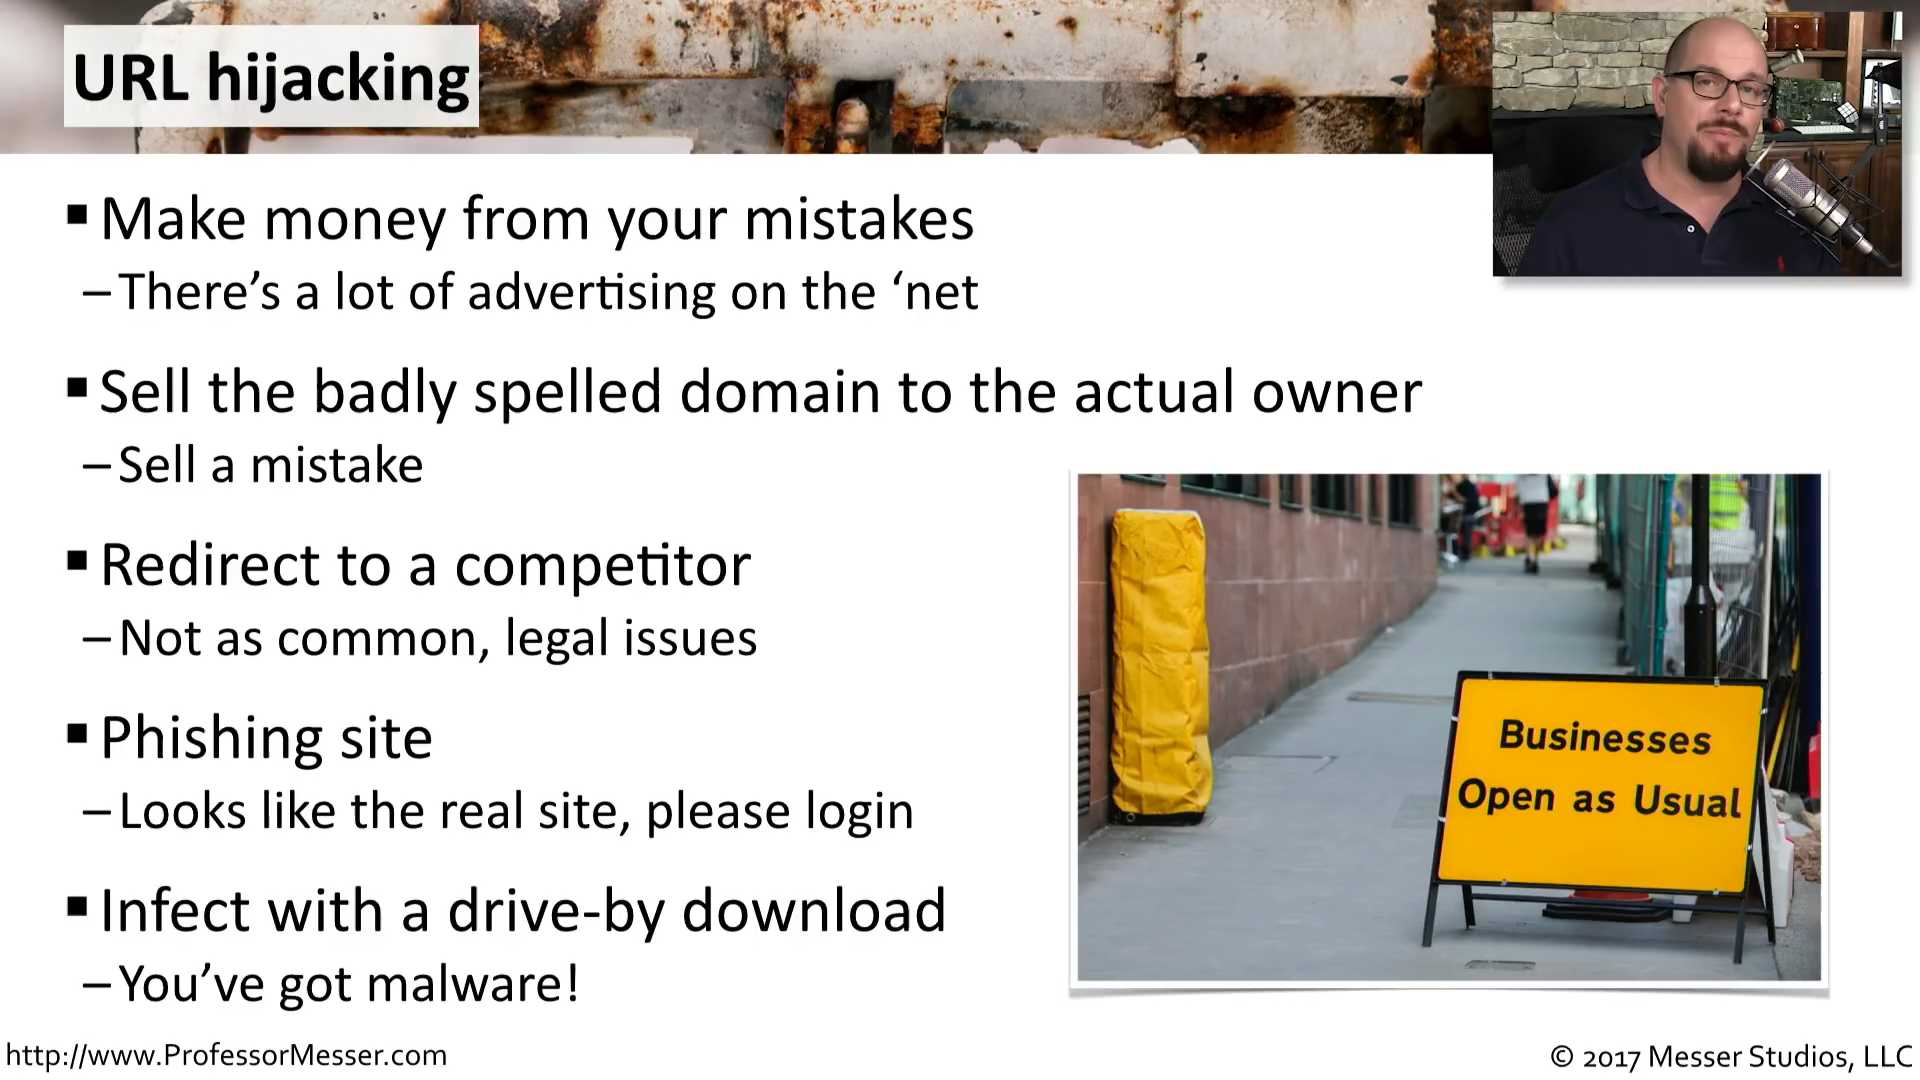 URL hijacking
▪ Make money from your mistakes
– There’s a lot of advertising on the ‘net
▪ Sell the badly spelled domain to the actual owner
– Sell a mistake
▪ Redirect to a competitor
– Not as common, legal issues
▪ Phishing site
– Looks like the real site, please login
▪ Infect with a drive-by download
– You’ve got malware!
Businesses
Open as Usual
http://www.ProfessorMesser.com
© 2017 Messer Studios, LLC